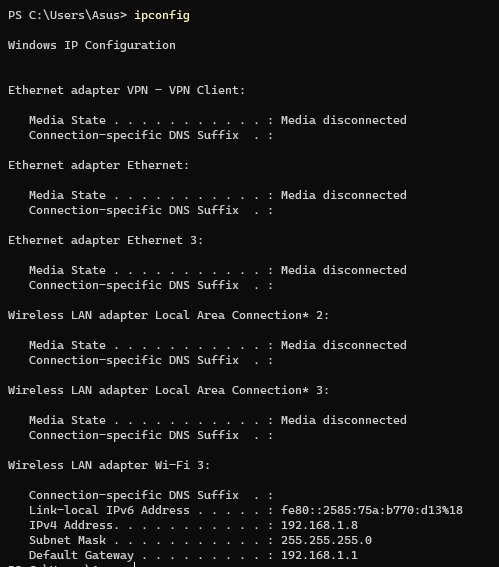 PS C:\Users\Asus> ipconfig
Windows IP Configuration
Ethernet adapter VPN - VPN Client:
Media State . . . . . . . . . . . : Media disconnected
Connection-specific DNS Suffix  . :
Ethernet adapter Ethernet:
Media State . . . . . . . . . . . : Media disconnected
Connection-specific DNS Suffix  . :
Ethernet adapter Ethernet 3:
Media State . . . . . . . . . . . : Media disconnected
Connection-specific DNS Suffix  . :
Wireless LAN adapter Local Area Connection* 2:
Media State . . . . . . . . . . . : Media disconnected
Connection-specific DNS Suffix  . :
Wireless LAN adapter Local Area Connection* 3:
Media State . . . . . . . . . . . : Media disconnected
Connection-specific DNS Suffix  . :
Wireless LAN adapter Wi-Fi 3:
Connection-specific DNS Suffix  . :
Link-local IPv6 Address . . . . . : fe80::2585:75a:b770:d13%18
IPv4 Address. . . . . . . . . . . : 192.168.1.8
Subnet Mask . . . . . . . . . . . : 255.255.255.0
Default Gateway . . . . . . . . . : 192.168.1.1